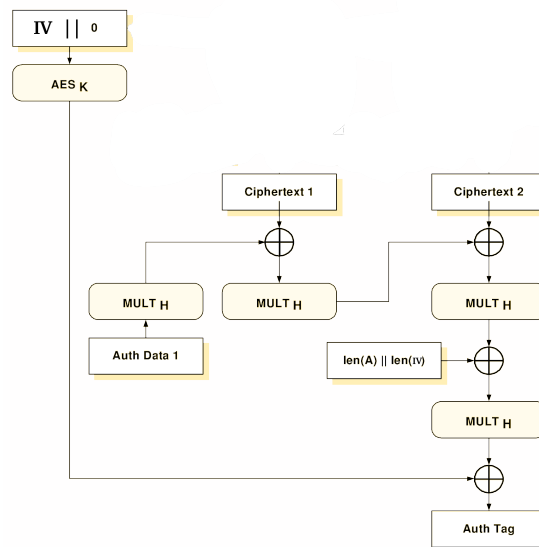 IV || 0
AES K
Ciphertext 1
Ciphertext 2
MULT H
MULT H
MULT H
Auth Data 1
len(A) || len(IV)
MULT H
Auth Tag